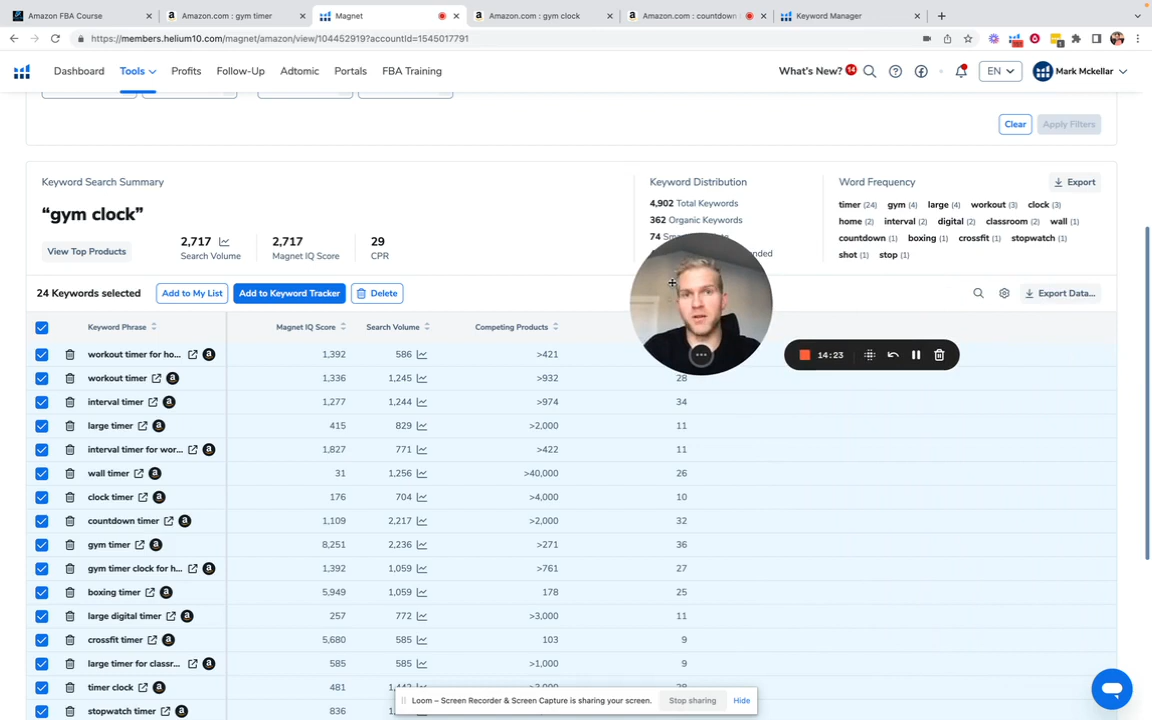 Amazon FBA Course
Amazon.com : gym timer
Magnet
Amazon.com : gym clock
Amazon.com : countdown
Keyword Manager
https://members.helium10.com/magnet/amazon/view/104452919?accountId=1545017791
Dashboard Tools Profits Follow-Up Adtomic Portals FBA Training
What's New? 14 EN Mark Mckellar
Clear Apply Filters
Keyword Search Summary
"gym clock"
View Top Products
2,717
Search Volume
2,717
Magnet IQ Score
29
CPR
Keyword Distribution
4,902 Total Keywords
362 Organic Keywords
Word Frequency
Export
timer (24) gym (4) large (4) workout (3) clock (3)
home (2) interval (2) digital (2) classroom (2) wall (1)
countdown (1) boxing (1) crossfit (1) stopwatch (1)
shot (1) stop (1)
24 Keywords selected Add to My List Add to Keyword Tracker Delete Export Data...
Keyword Phrase Magnet IQ Score Search Volume Competing Products
workout timer for ho... 1,392 586 >421
workout timer 1,336 1,245 >932 28
interval timer 1,277 1,244 >974 34
large timer 415 829 >2,000 11
interval timer for wor... 1,827 771 >422 11
wall timer 31 1,256 >40,000 26
clock timer 176 704 >4,000 10
countdown timer 1,109 2,217 >2,000 32
gym timer 8,251 2,236 >271 36
gym timer clock for h... 1,392 1,059 >761 27
boxing timer 5,949 1,059 178 25
large digital timer 257 772 >3,000 11
crossfit timer 5,680 585 103 9
large timer for classr... 585 585 >1,000 9
timer clock 481
stopwatch timer 836
14:23
Loom – Screen Recorder & Screen Capture is sharing your screen. Stop sharing Hide